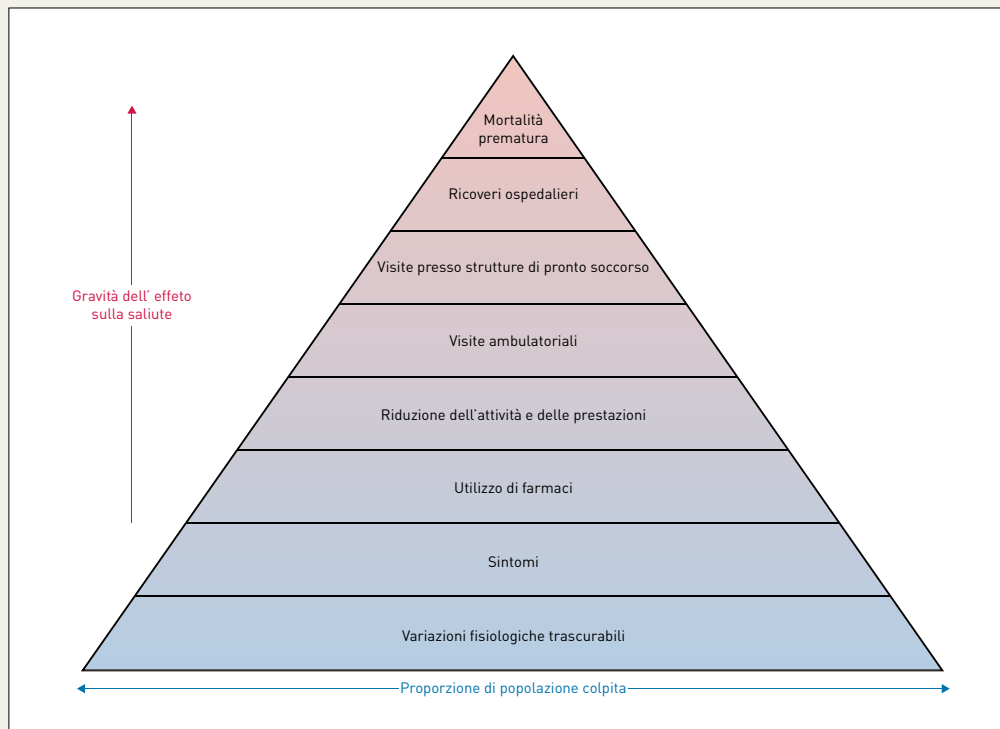 Mortalità
prematura
Ricoveri ospedalieri
Visite presso strutture di pronto soccorso
Gravità dell' effeto
sulla saliute
Visite ambulatoriali
Riduzione dell'attività e delle prestazioni
Utilizzo di farmaci
Sintomi
Variazioni fisiologiche trascurabili
Proporzione di popolazione colpita